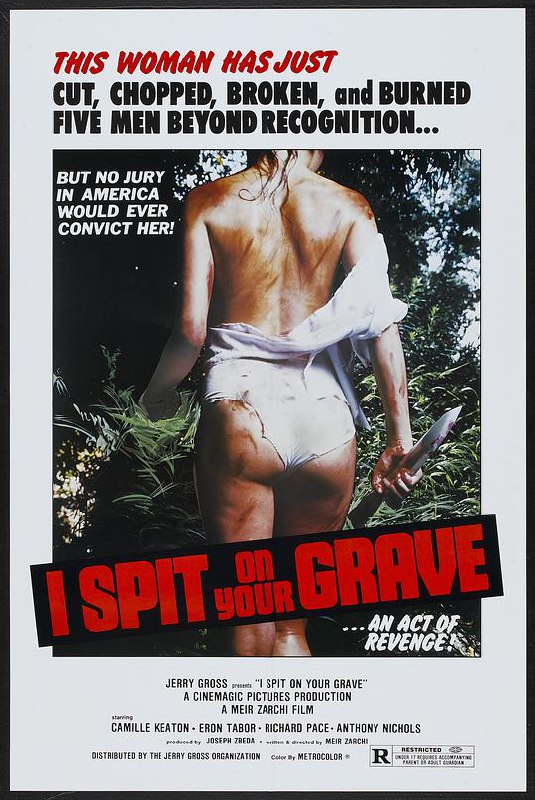 THIS WOMAN HAS JUST
CUT, CHOPPED, BROKEN, and BURNED
FIVE MEN BEYOND RECOGNITION...
BUT NO JURY
IN AMERICA
WOULD EVER
CONVICT HER!
I SPIT on your GRAVE
...AN ACT OF
REVENGE!
JERRY GROSS presents "I SPIT ON YOUR GRAVE"
A CINEMAGIC PICTURES PRODUCTION
A MEIR ZARCHI FILM
starring
CAMILLE KEATON • ERON TABOR • RICHARD PACE • ANTHONY NICHOLS
produced by JOSEPH ZBEDA • written & directed by MEIR ZARCHI
DISTRIBUTED BY THE JERRY GROSS ORGANIZATION Color By METROCOLOR ®
R RESTRICTED
UNDER 17 REQUIRES ACCOMPANYING
PARENT OR ADULT GUARDIAN